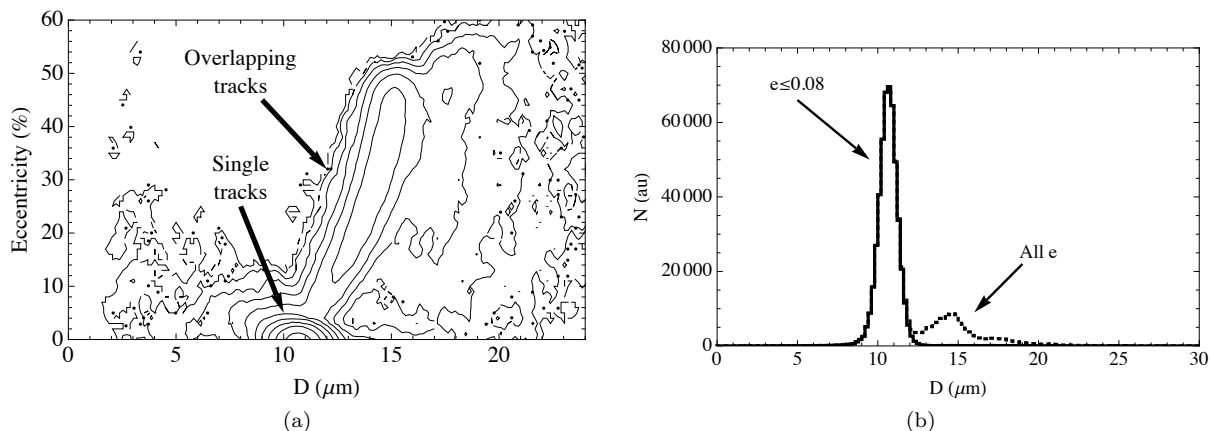 60
50
40
30
20
10
0
Eccentricity (%)
Overlapping
tracks
Single
tracks
0
5
10
15
20
D (μm)
(a)
80 000
60 000
40 000
20 000
0
N (au)
e≤0.08
All e
0
5
10
15
20
25
30
D (μm)
(b)